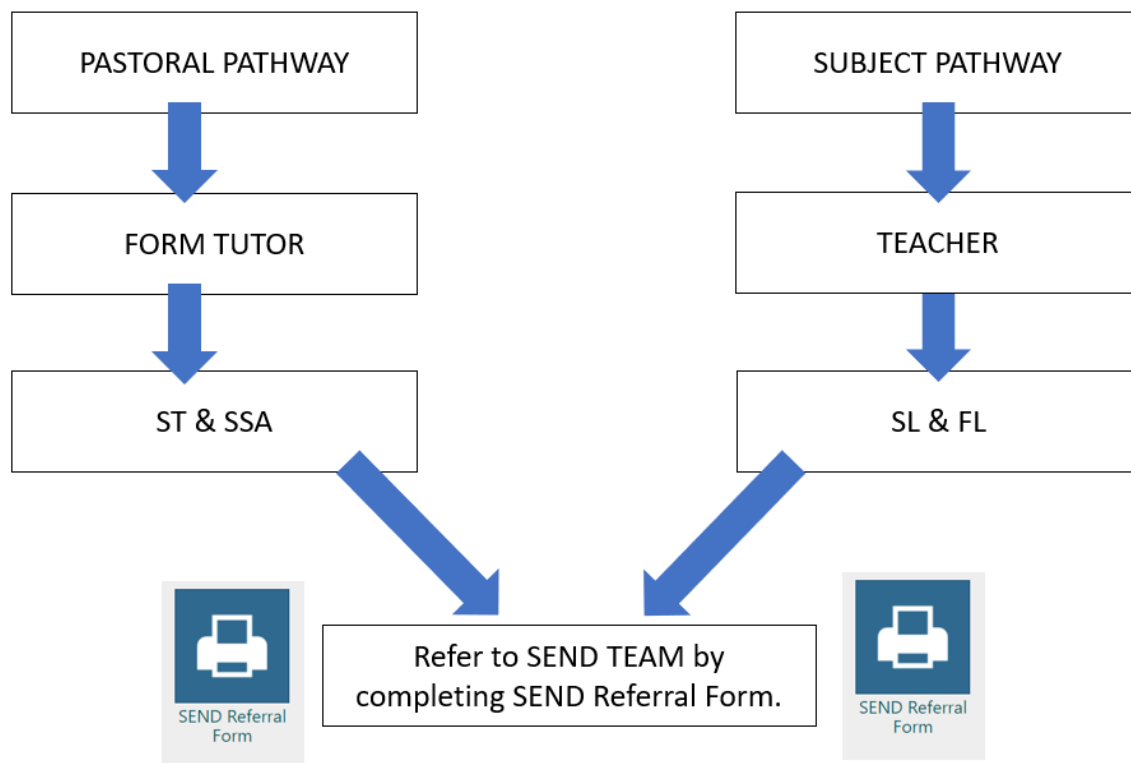 PASTORAL PATHWAY
SUBJECT PATHWAY
FORM TUTOR
TEACHER
ST & SSA
SL & FL
SEND Referral
Form
Refer to SEND TEAM by
completing SEND Referral Form.
SEND Referral
Form